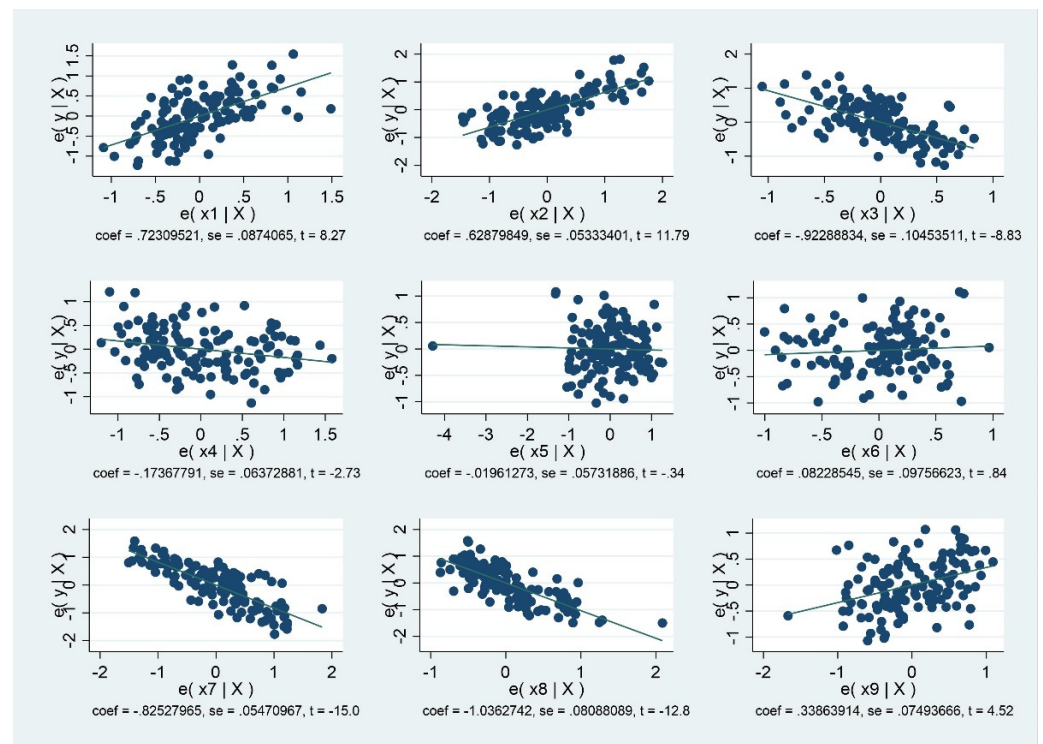 e( y | X )
-1 -.5 0 .5 1 1.5
-1 -.5 0 .5 1 1.5
e( x1 | X )
coef = .72309521, se = .0874065, t = 8.27
e( y | X )
-2 -1 0 1 2
-2 -1 0 1 2
e( x2 | X )
coef = .62879849, se = .05333401, t = 11.79
e( y | X )
-1 0 1 2
-1 -.5 0 .5 1
e( x3 | X )
coef = -.92288834, se = .10453511, t = -8.83
e( y | X )
-1 -.5 0 .5 1
-1 -.5 0 .5 1 1.5
e( x4 | X )
coef = -.17367791, se = .06372881, t = -2.73
e( y | X )
-1 -.5 0 .5 1
-4 -3 -2 -1 0 1
e( x5 | X )
coef = -.01961273, se = .05731886, t = -.34
e( y | X )
-1 -.5 0 .5 1
-1 -.5 0 .5 1
e( x6 | X )
coef = .08228545, se = .09756623, t = .84
e( y | X )
-2 -1 0 1 2
-2 -1 0 1 2
e( x7 | X )
coef = -.82527965, se = .05470967, t = -15.0
e( y | X )
-2 -1 0 1 2
-1 0 1 2
e( x8 | X )
coef = -1.0362742, se = .08088089, t = -12.8
e( y | X )
-1 -.5 0 .5 1
-2 -1 0 1
e( x9 | X )
coef = .33863914, se = .07493666, t = 4.52